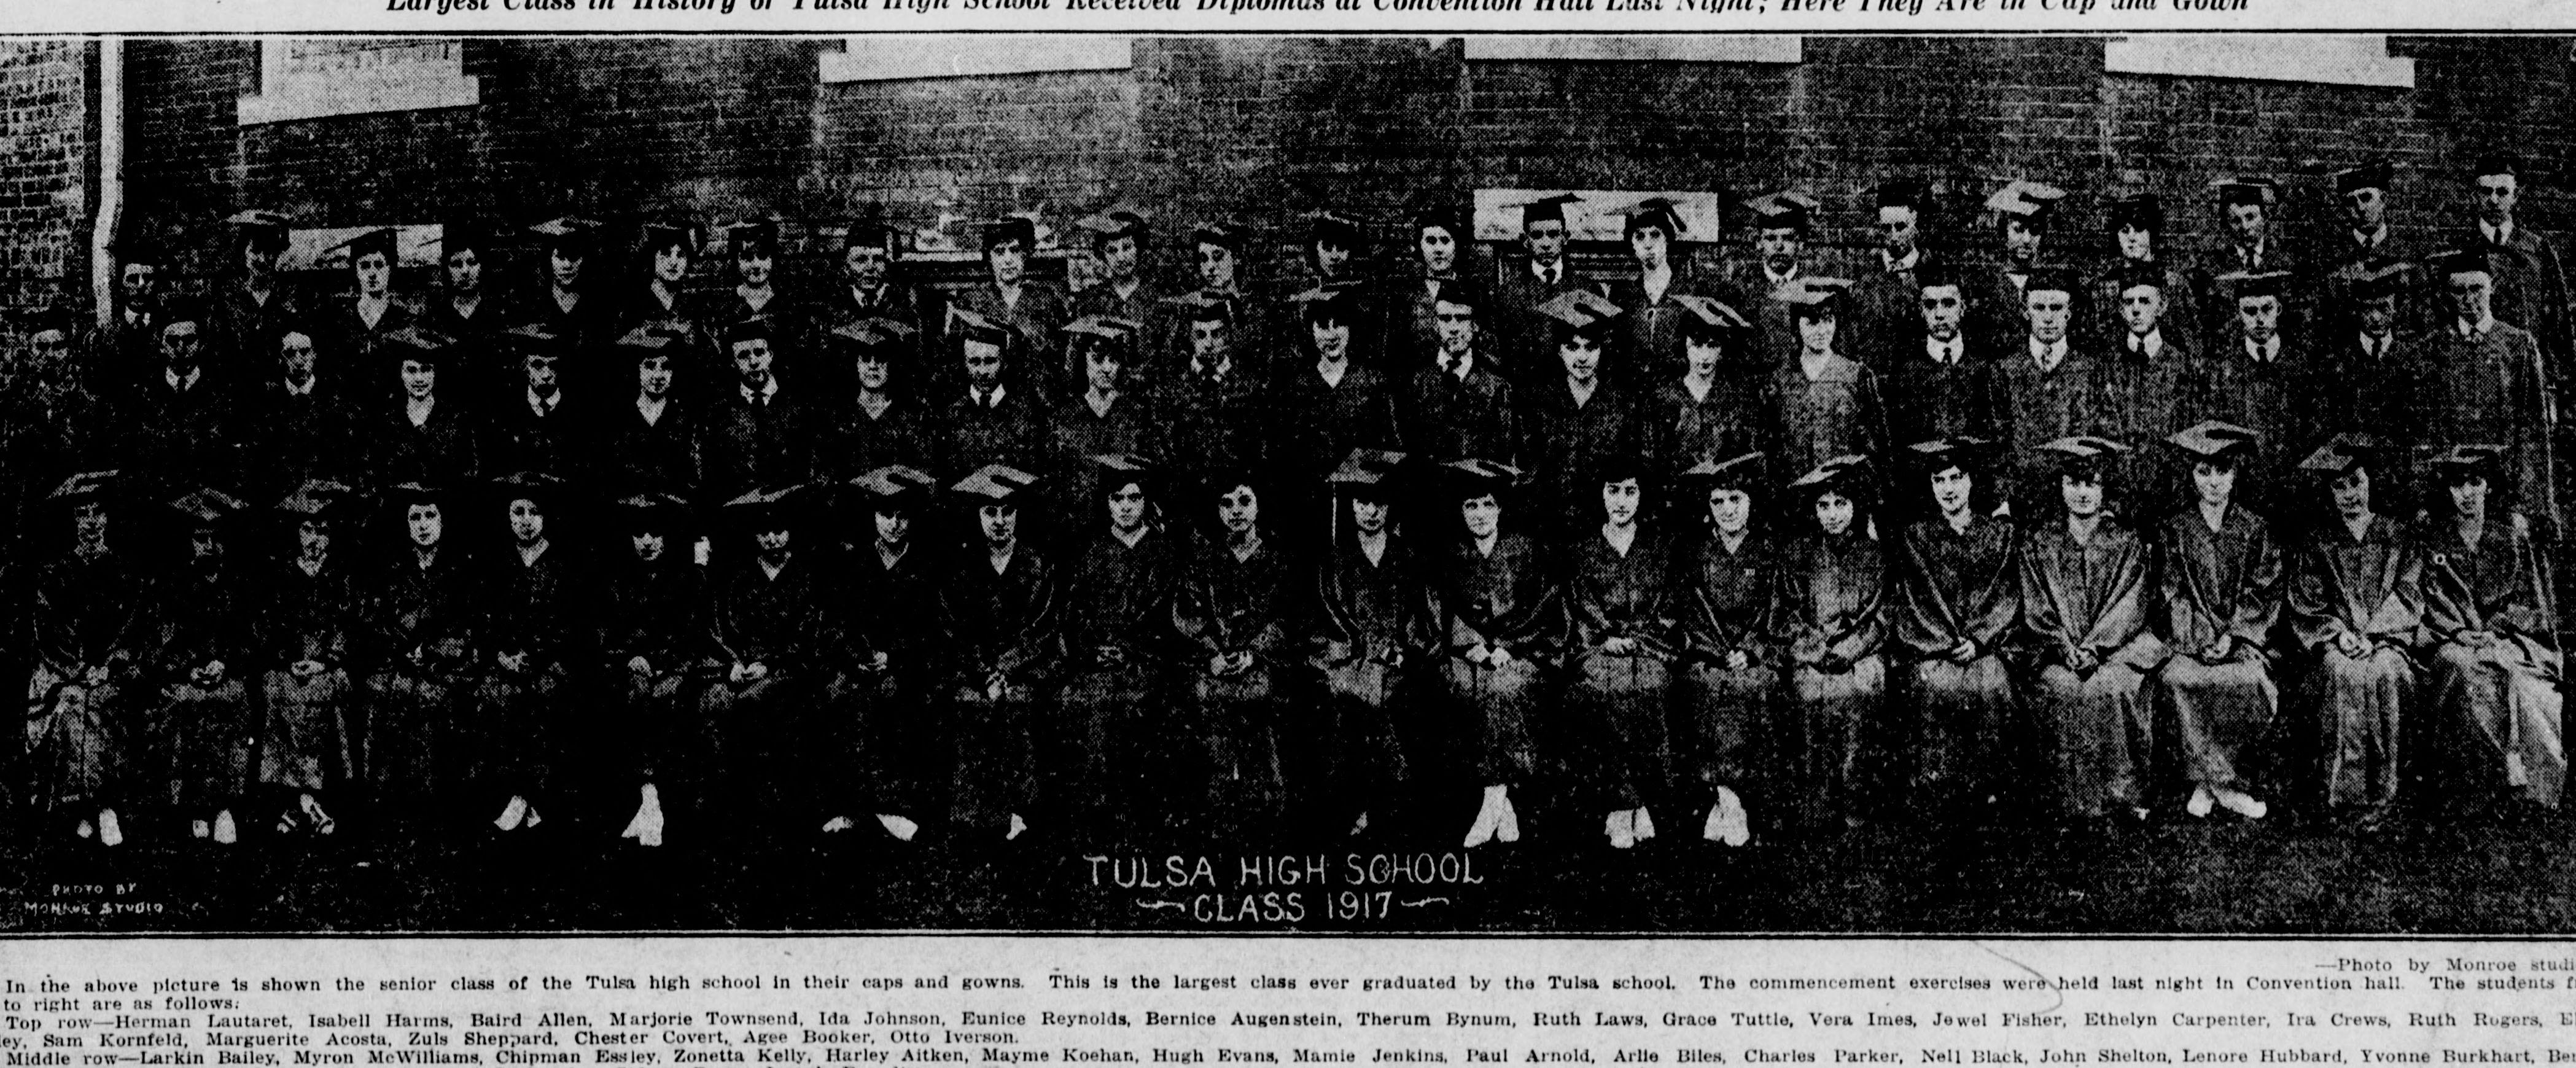 Largest Class in History of Tulsa High School Received Diplomas at Convention Hall Last Night; Here They Are in Cap and Gown
PHOTO BY
MONROE STUDIO
TULSA HIGH SCHOOL
CLASS 1917
—Photo by Monroe studi
In the above picture is shown the senior class of the Tulsa high school in their caps and gowns. This is the largest class ever graduated by the Tulsa school. The commencement exercises were held last night in Convention hall. The students f
to right are as follows:
Top row—Herman Lautaret, Isabell Harms, Baird Allen, Marjorie Townsend, Ida Johnson, Eunice Reynolds, Bernice Augenstein, Therum Bynum, Ruth Laws, Grace Tuttle, Vera Imes, Jewel Fisher, Ethelyn Carpenter, Ira Crews, Ruth Rogers, E
ley, Sam Kornfeld, Marguerite Acosta, Zuls Sheppard, Chester Covert, Agee Booker, Otto Iverson.
Middle row—Larkin Bailey, Myron McWilliams, Chipman Essley, Zonetta Kelly, Harley Aitken, Mayme Koehan, Hugh Evans, Mamie Jenkins, Paul Arnold, Arlie Biles, Charles Parker, Nell Black, John Shelton, Lenore Hubbard, Yvonne Burkhart, Be